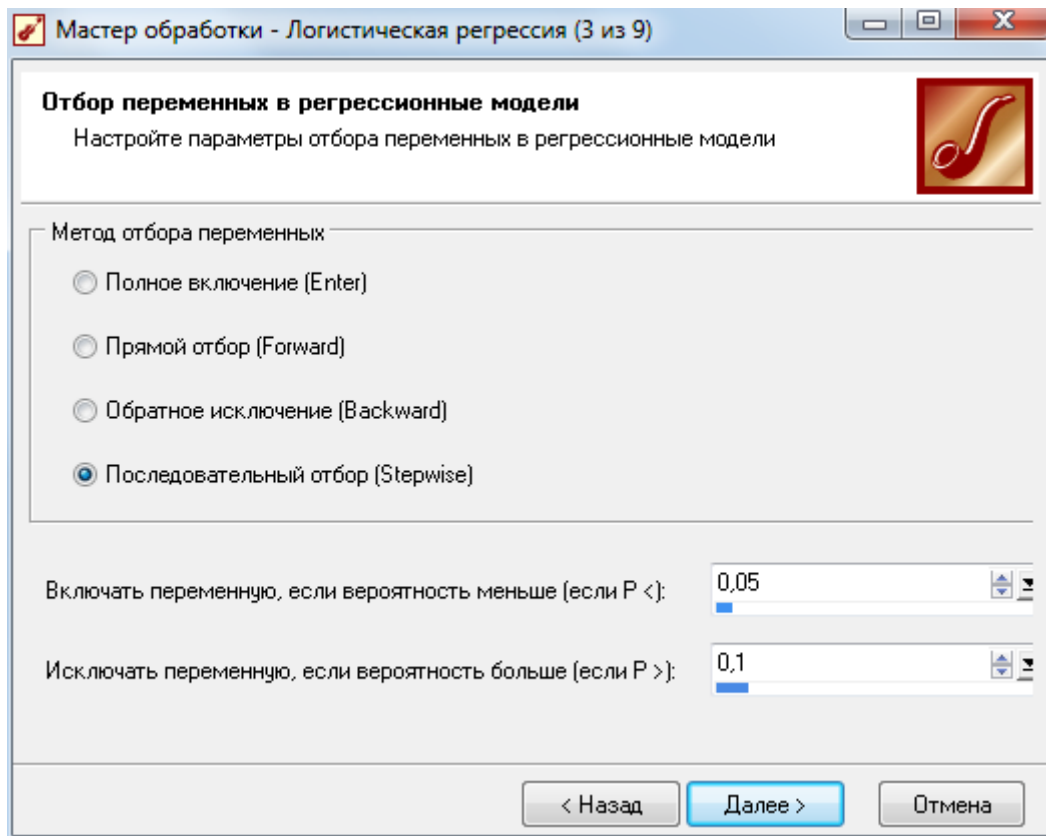 Мастер обработки - Логистическая регрессия (3 из 9)
Отбор переменных в регрессионные модели
Настройте параметры отбора переменных в регрессионные модели
Метод отбора переменных
Полное включение (Enter)
Прямой отбор (Forward)
Обратное исключение (Backward)
Последовательный отбор (Stepwise)
Включать переменную, если вероятность меньше (если P <): 0,05
Исключать переменную, если вероятность больше (если P >): 0,1
< Назад Далее > Отмена